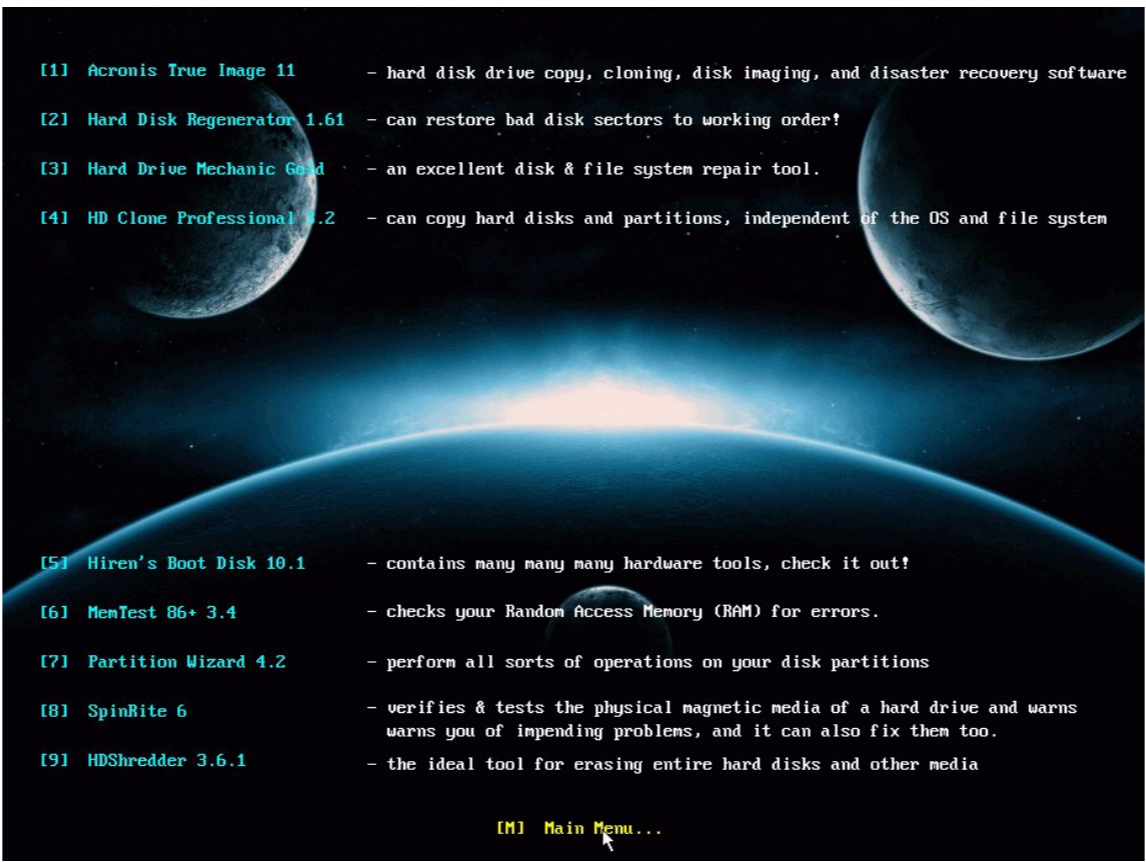 [1] Acronis True Image 11 - hard disk drive copy, cloning, disk imaging, and disaster recovery software
[2] Hard Disk Regenerator 1.61 - can restore bad disk sectors to working order!
[3] Hard Drive Mechanic Gold - an excellent disk & file system repair tool.
[4] HD Clone Professional .2 - can copy hard disks and partitions, independent of the OS and file system
[5] Hiren's Boot Disk 10.1 - contains many many many hardware tools, check it out!
[6] MemTest 86+ 3.4 - checks your Random Access Memory (RAM) for errors.
[7] Partition Wizard 4.2 - perform all sorts of operations on your disk partitions
[8] SpinRite 6 - verifies & tests the physical magnetic media of a hard drive and warns
warns you of impending problems, and it can also fix them too.
[9] HDShredder 3.6.1 - the ideal tool for erasing entire hard disks and other media
[M] Main Menu...